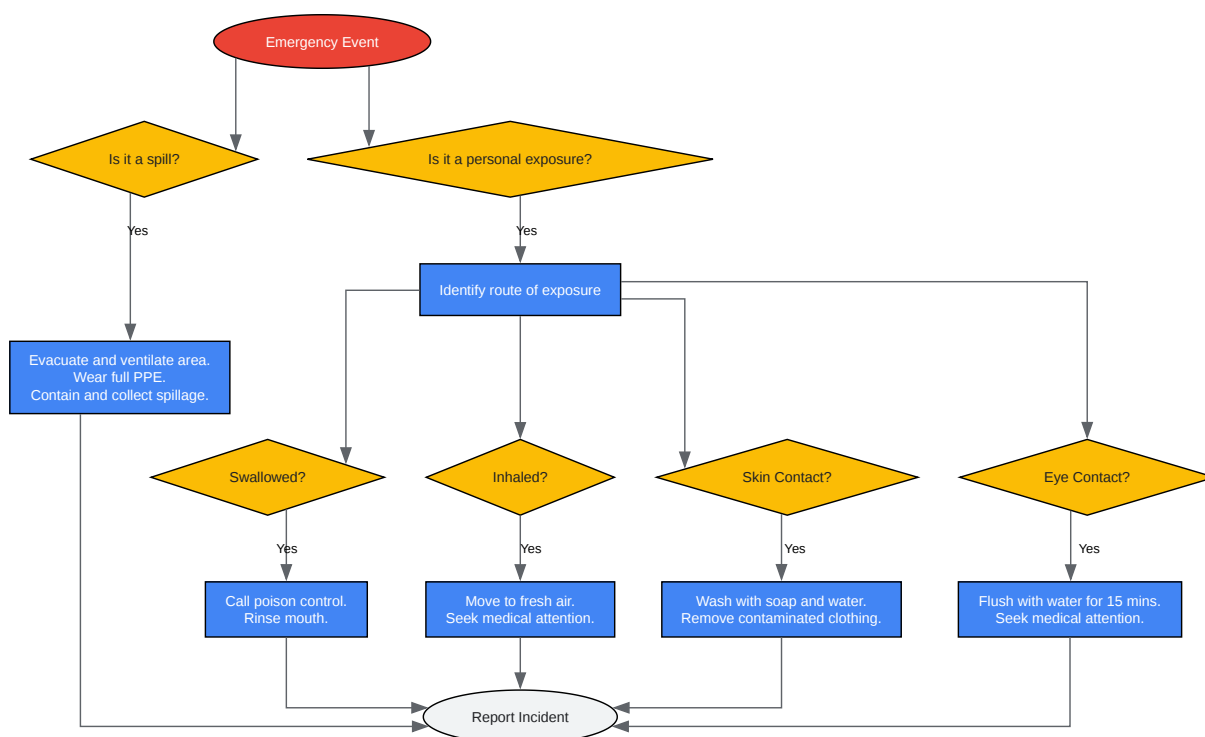 Emergency Event
Is it a spill?
Is it a personal exposure?
Yes
Yes
Identify route of exposure
Evacuate and ventilate area.
Wear full PPE.
Contain and collect spillage.
Swallowed?
Inhaled?
Skin Contact?
Eye Contact?
Yes
Yes
Yes
Yes
Call poison control.
Rinse mouth.
Move to fresh air.
Seek medical attention.
Wash with soap and water.
Remove contaminated clothing.
Flush with water for 15 mins.
Seek medical attention.
Report Incident